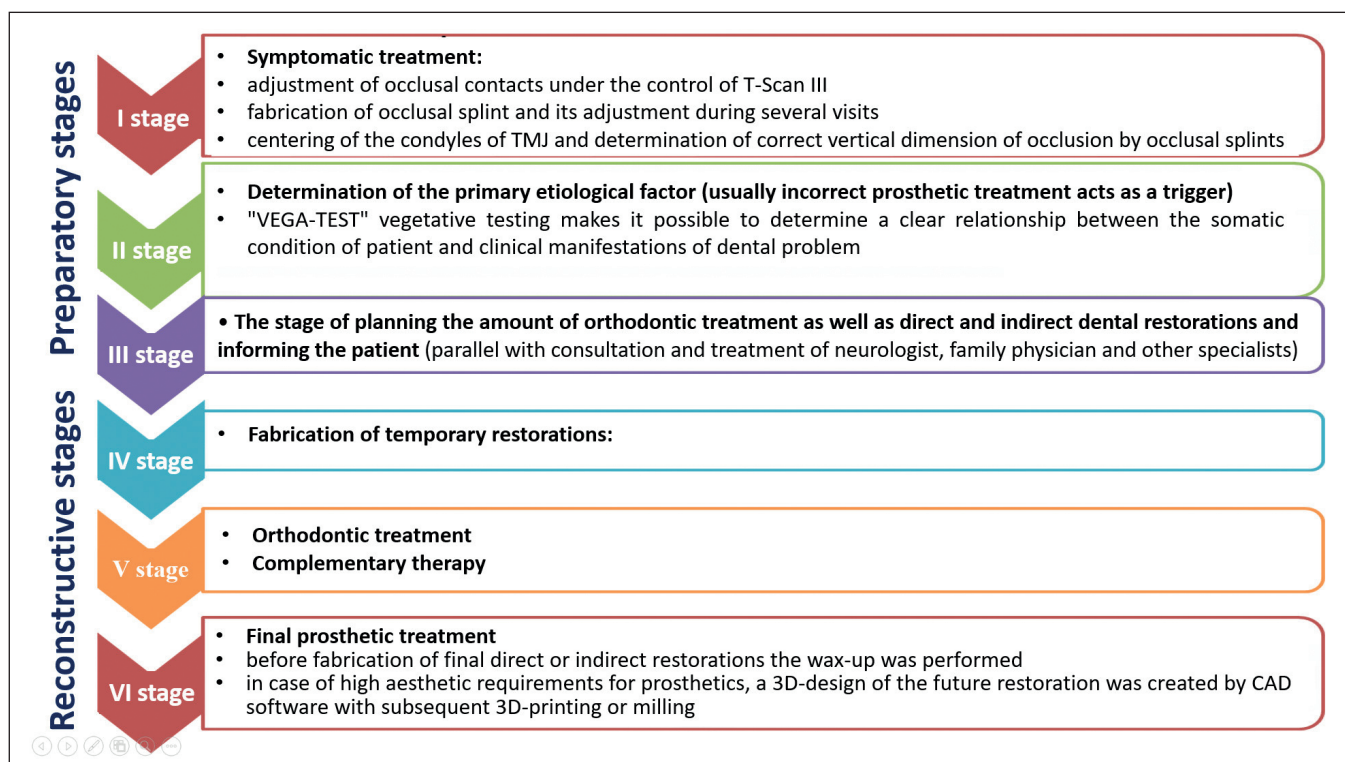 Preparatory stages
I stage
• Symptomatic treatment:
• adjustment of occlusal contacts under the control of T-Scan III
• fabrication of occlusal splint and its adjustment during several visits
• centering of the condyles of TMJ and determination of correct vertical dimension of occlusion by occlusal splints
II stage
• Determination of the primary etiological factor (usually incorrect prosthetic treatment acts as a trigger)
• "VEGA-TEST" vegetative testing makes it possible to determine a clear relationship between the somatic
condition of patient and clinical manifestations of dental problem
III stage
• The stage of planning the amount of orthodontic treatment as well as direct and indirect dental restorations and
informing the patient (parallel with consultation and treatment of neurologist, family physician and other specialists)
Reconstructive stages
IV stage
• Fabrication of temporary restorations:
V stage
• Orthodontic treatment
• Complementary therapy
VI stage
• Final prosthetic treatment
• before fabrication of final direct or indirect restorations the wax-up was performed
• in case of high aesthetic requirements for prosthetics, a 3D-design of the future restoration was created by CAD
software with subsequent 3D-printing or milling